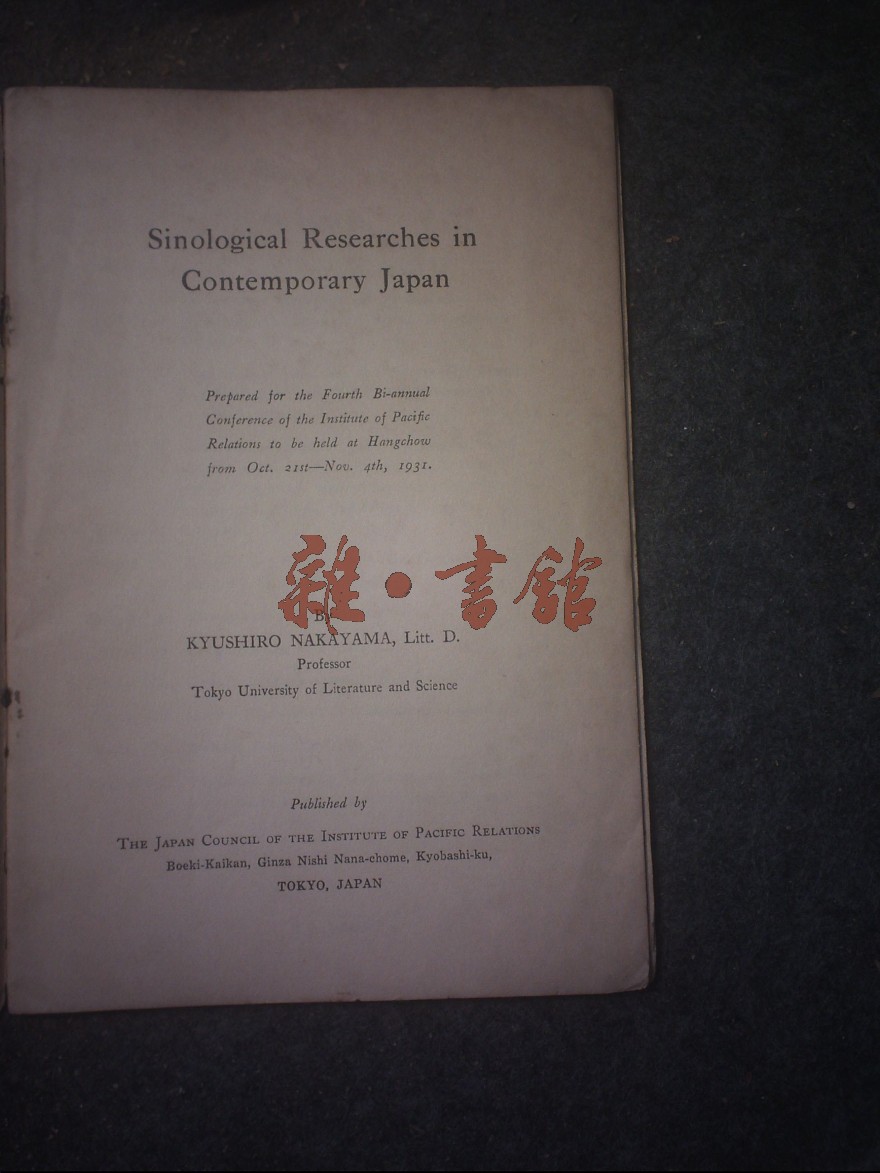 Sinological Researches in
Contemporary Japan
Prepared for the Fourth Bi-annual
Conference of the Institute of Pacific
Relations to be held at Hangchow
from Oct. 21st—Nov. 4th, 1931.
雜·書館
By
KYUSHIRO NAKAYAMA, Litt. D.
Professor
Tokyo University of Literature and Science
Published by
THE JAPAN COUNCIL OF THE INSTITUTE OF PACIFIC RELATIONS
Boeki-Kaikan, Ginza Nishi Nana-chome, Kyobashi-ku,
TOKYO, JAPAN